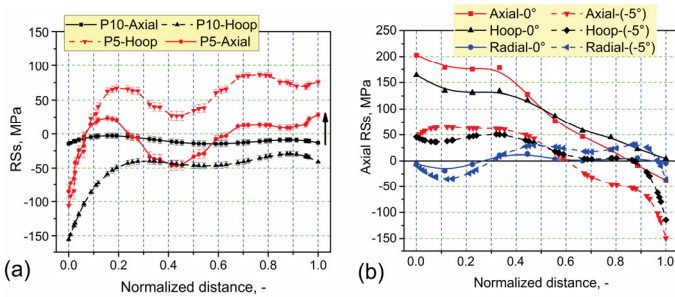 P10-Axial P10-Hoop
P5-Hoop P5-Axial
RSs, MPa
100
50
0
-50
-100
-150
0.0 0.2 0.4 0.6 0.8 1.0
Normalized distance, -
(a)
Axial-0° Axial-(-5°)
Hoop-0° Hoop-(-5°)
Radial-0° Radial-(-5°)
Axial RSs, MPa
250
200
150
100
50
0
-50
100
-150
0.0 0.2 0.4 0.6 0.8 1.0
Normalized distance, -
(b)